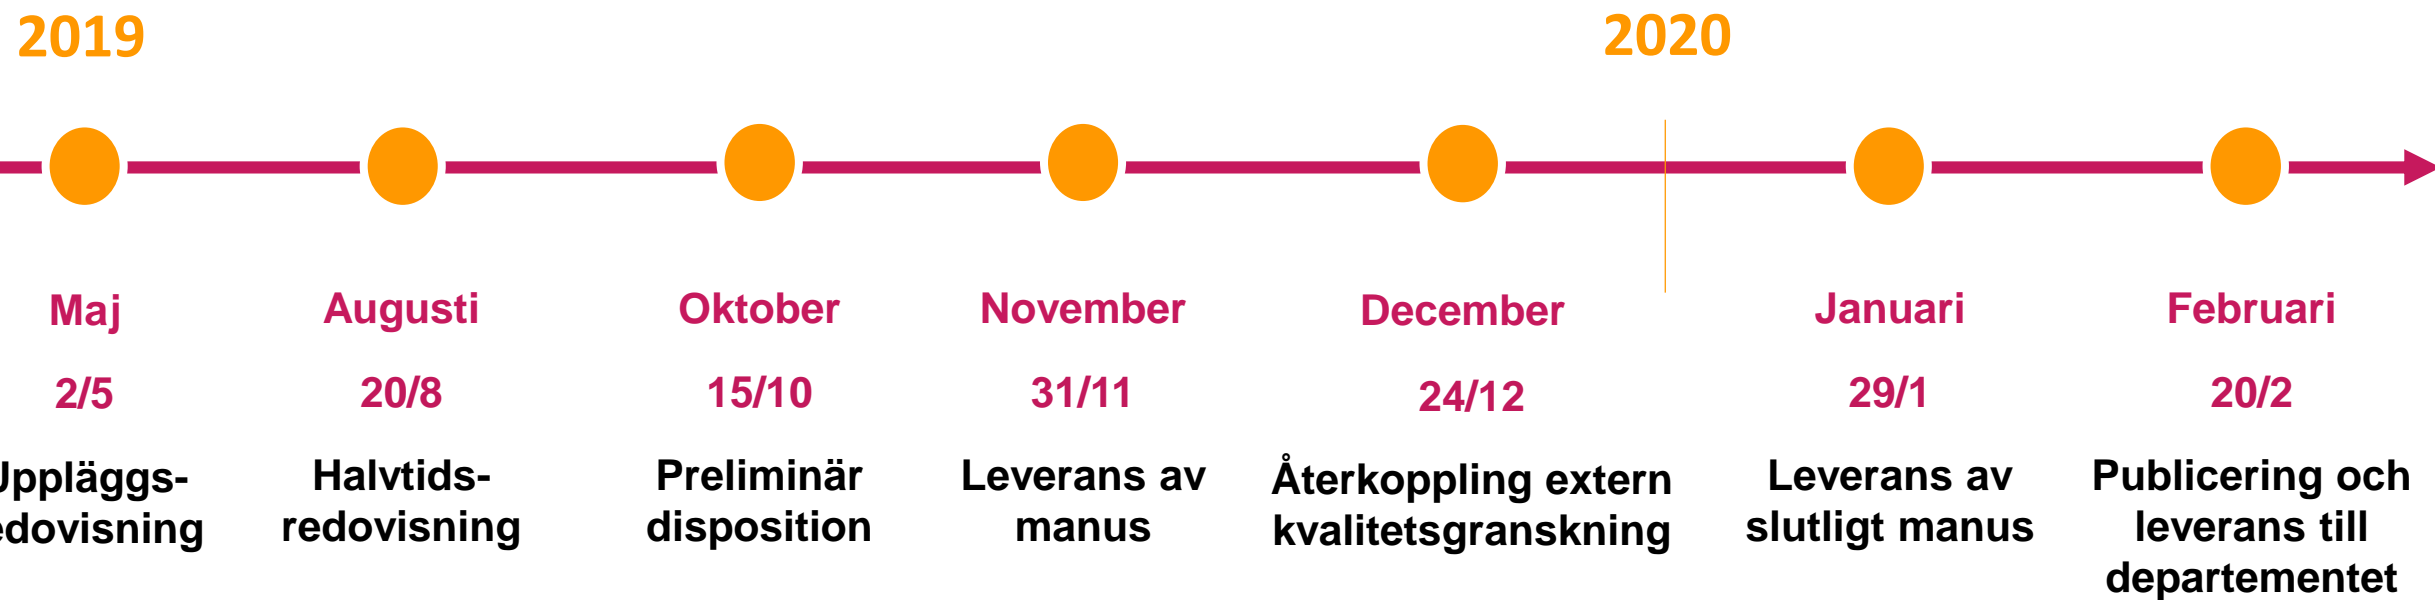 2019
2020
Maj
Augusti
Oktober
November
December
Januari
Februari
2/5
20/8
15/10
31/11
24/12
29/1
20/2
Uppläggs-
edovisning
Halvtids-
redovisning
Preliminär
disposition
Leverans av
manus
Återkoppling extern
kvalitetsgranskning
Leverans av
slutligt manus
Publicering och
leverans till
departementet